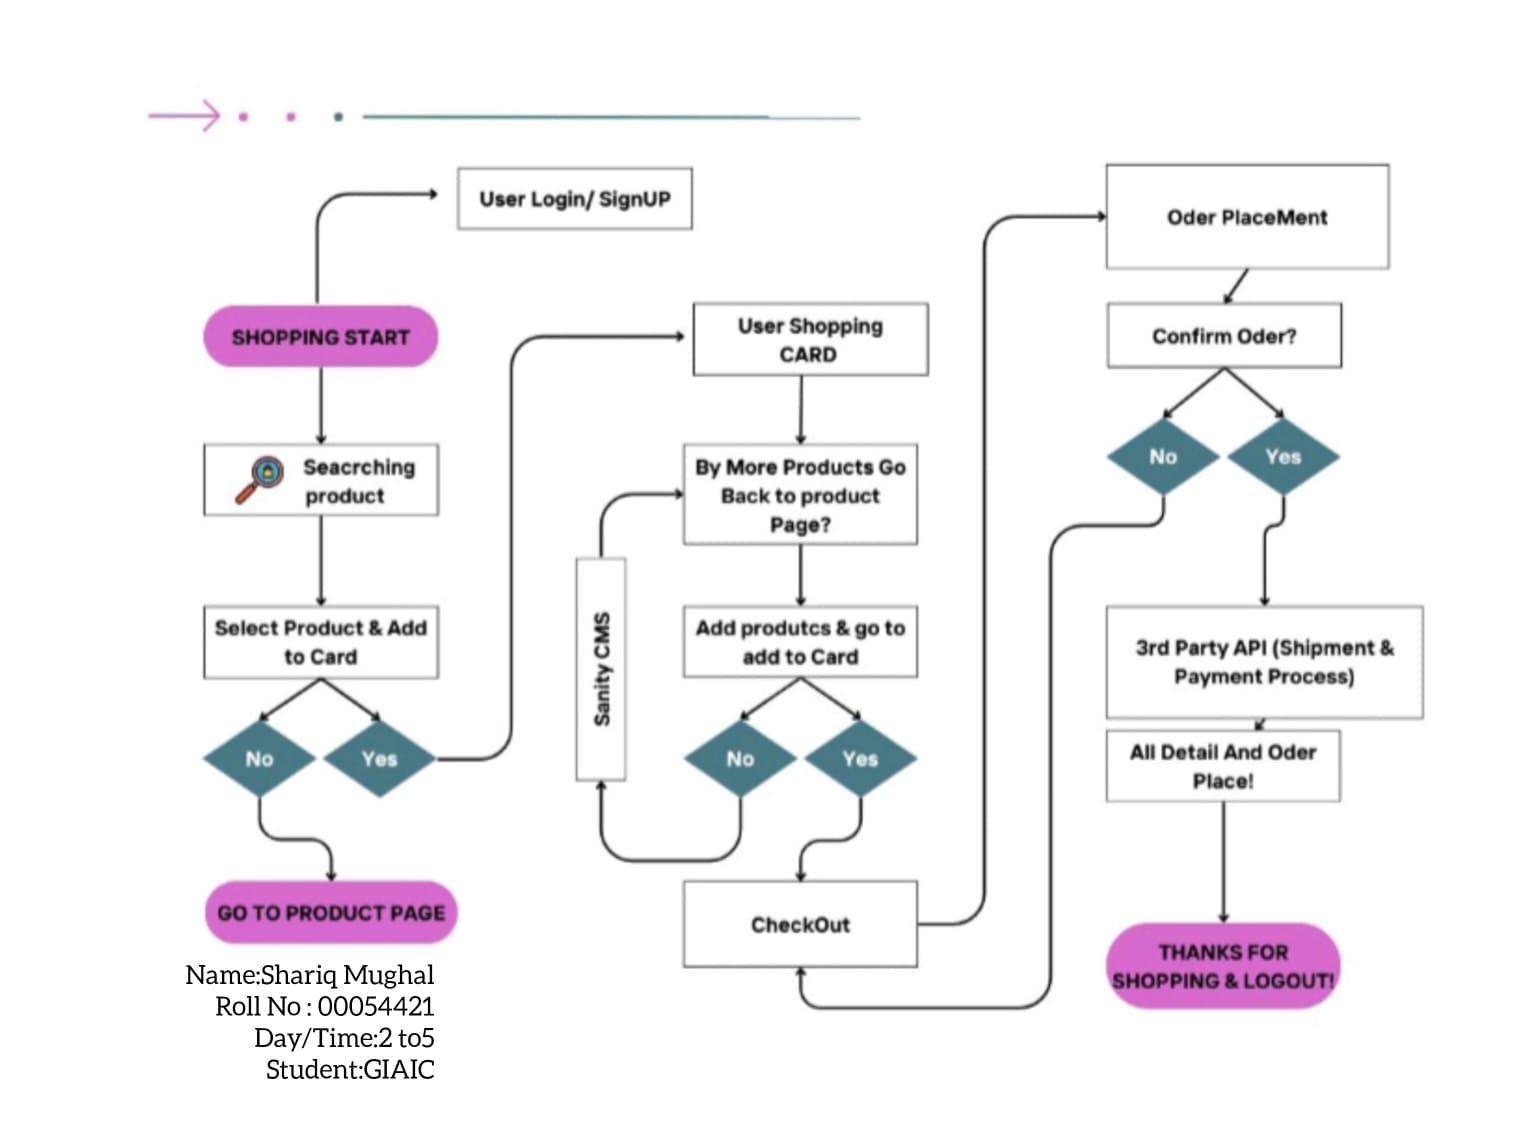 User Login/ SignUP
SHOPPING START
Seacrching
product
Select Product & Add
to Card
No
Yes
GO TO PRODUCT PAGE
Name:Shariq Mughal
Roll No : 00054421
Day/Time:2 to5
Student:GIAIC
User Shopping
CARD
By More Products Go
Back to product
Page?
Sanity CMS
Add produtcs & go to
add to Card
No
Yes
CheckOut
Oder PlaceMent
Confirm Oder?
No
Yes
3rd Party API (Shipment &
Payment Process)
All Detail And Oder
Place!
THANKS FOR
SHOPPING & LOGOUT!